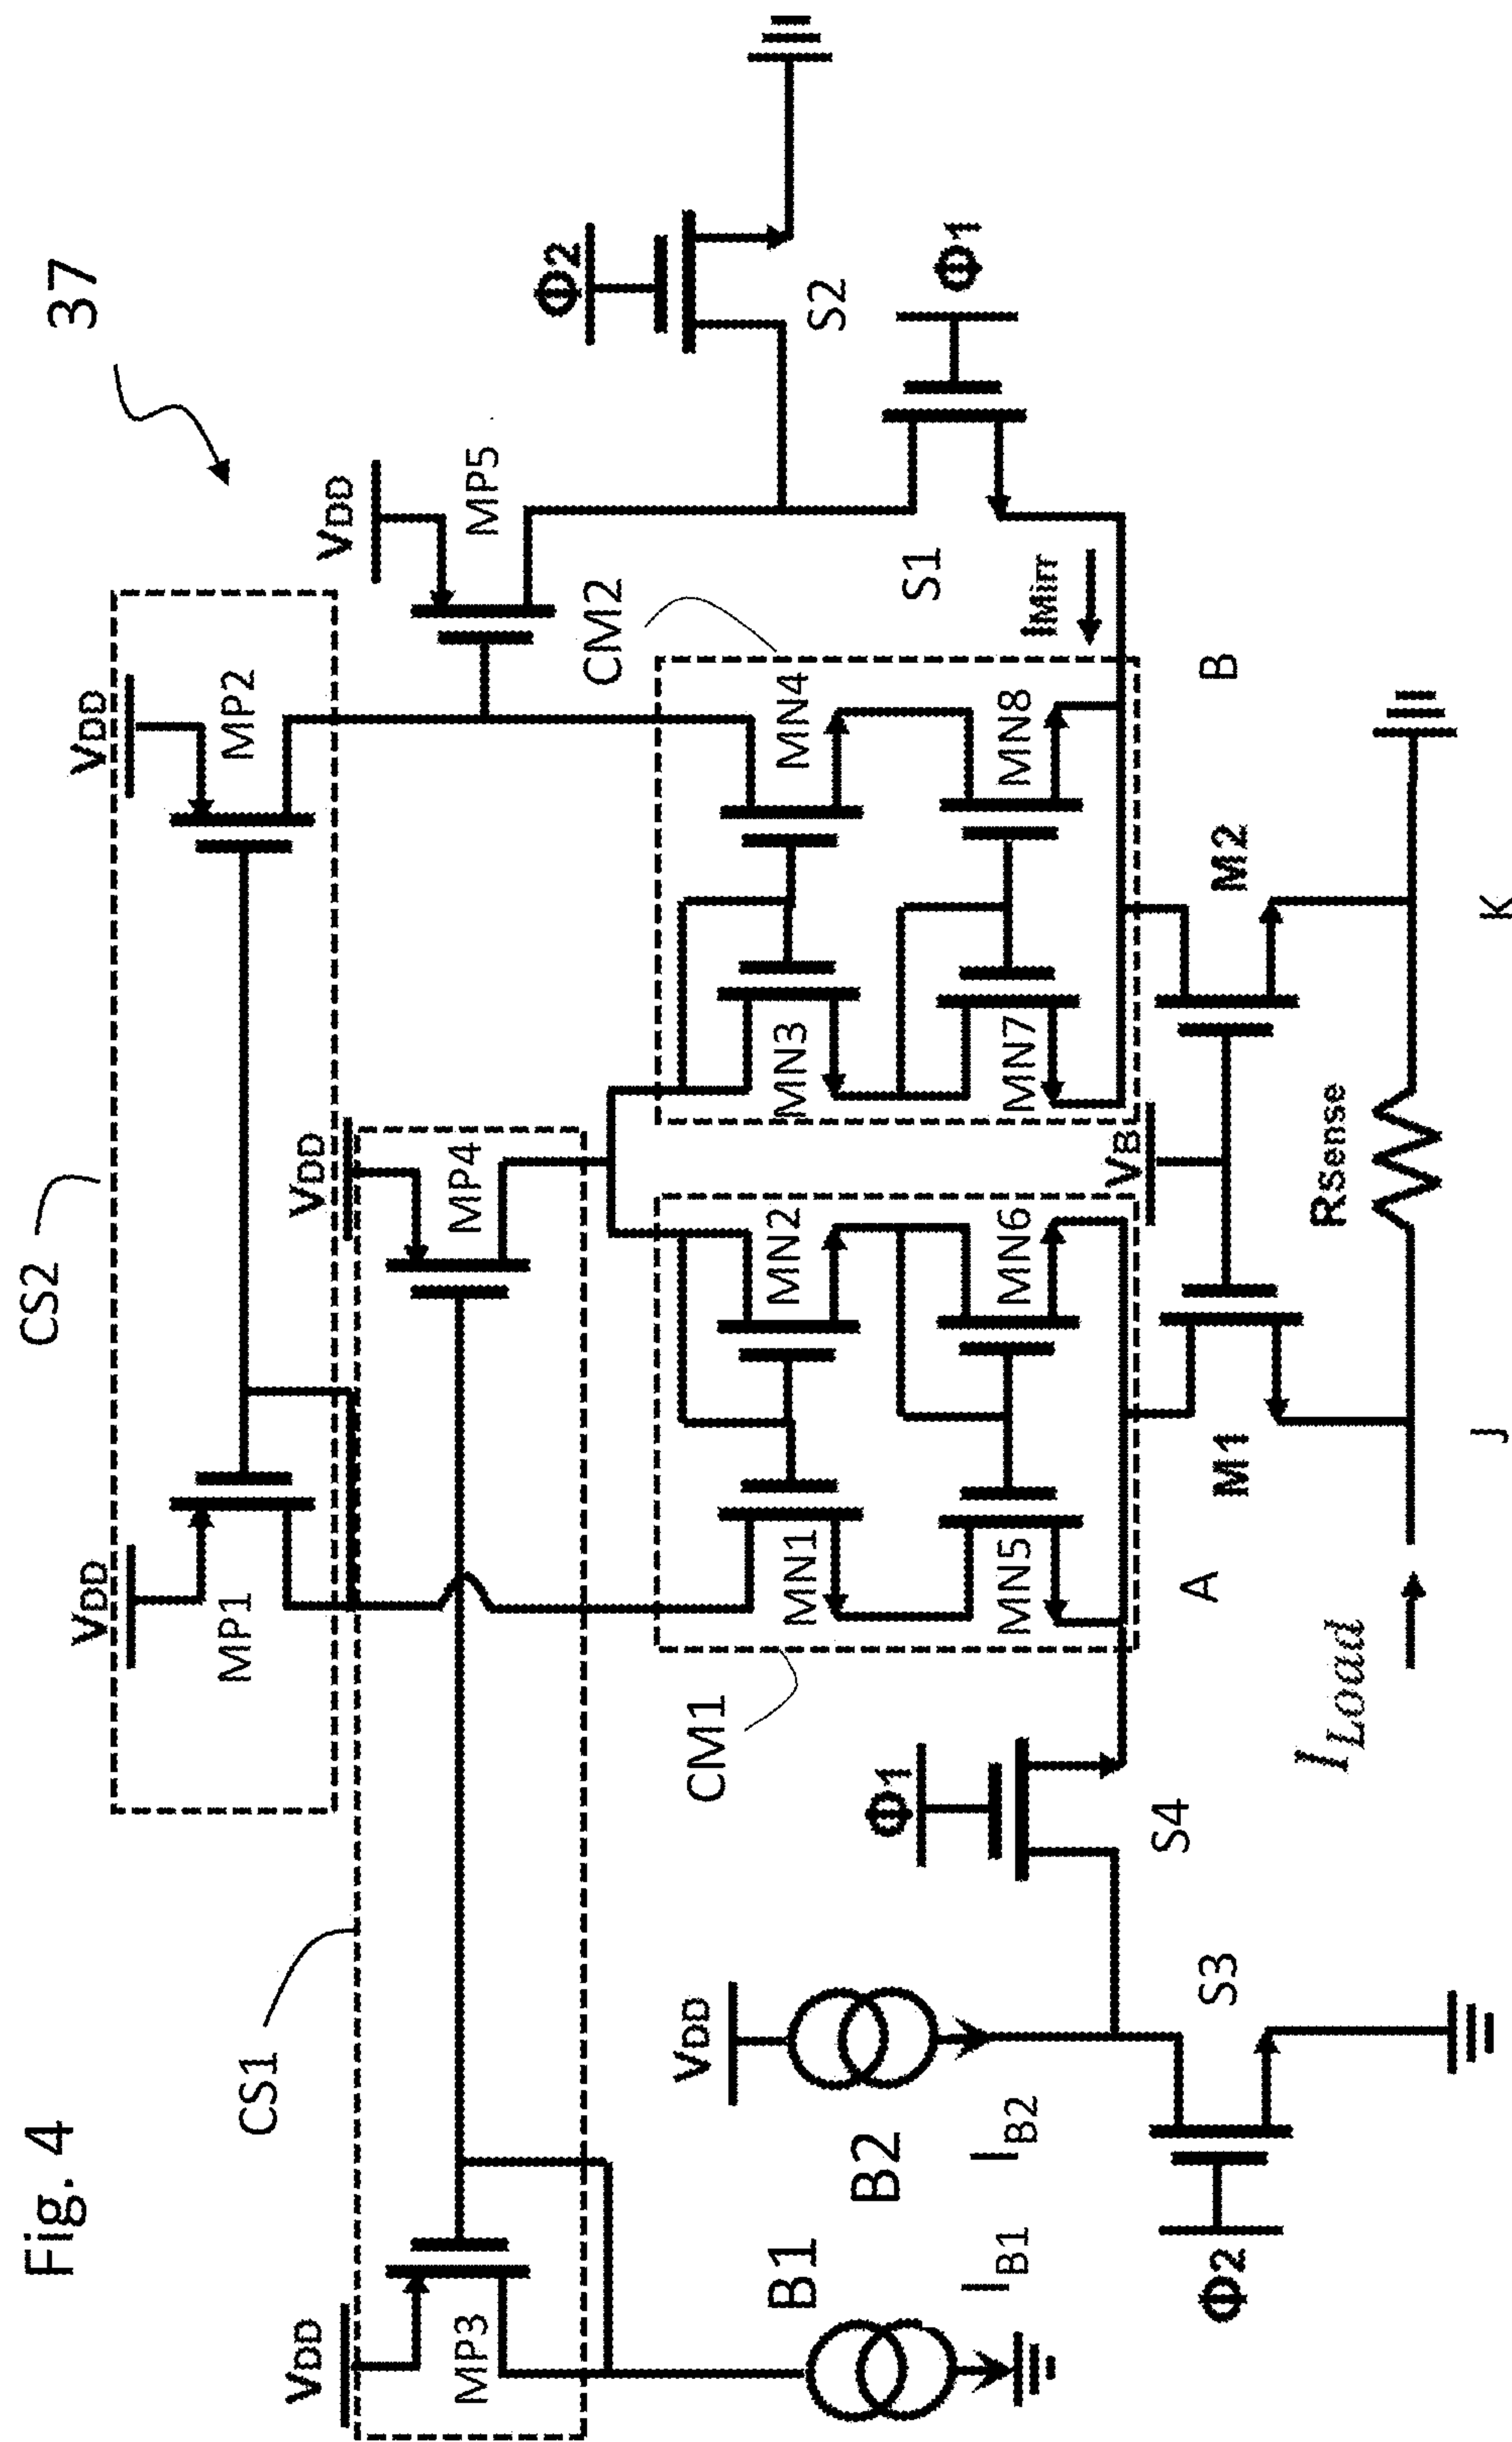 Fig. 4
37
CS2
VDD
MP1
VDD
MP2
CS1
VDD
MP3
VDD
MP4
VDD
MP5
Φ2
S2
Φ1
S1
CM2
IMirr
B
CM1
MN1
MN2
MN3
MN4
MN5
MN6
MN7
MN8
A
Φ1
S4
VDD
B2
IB2
B1
IB1
S3
Φ2
VB
M1
M2
RSense
ILoad
J
K